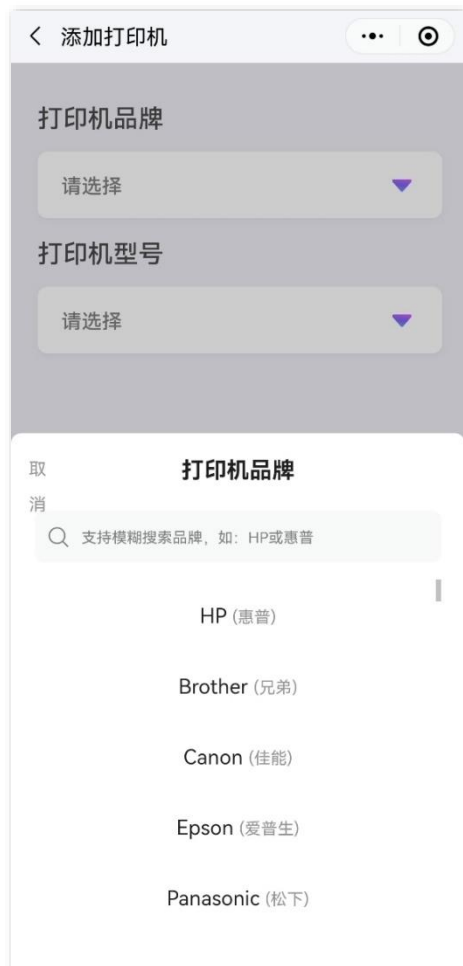 添加打印机
打印机品牌
请选择
打印机型号
请选择
取消
打印机品牌
支持模糊搜索品牌，如：HP或惠普
HP (惠普)
Brother (兄弟)
Canon (佳能)
Epson (爱普生)
Panasonic (松下)